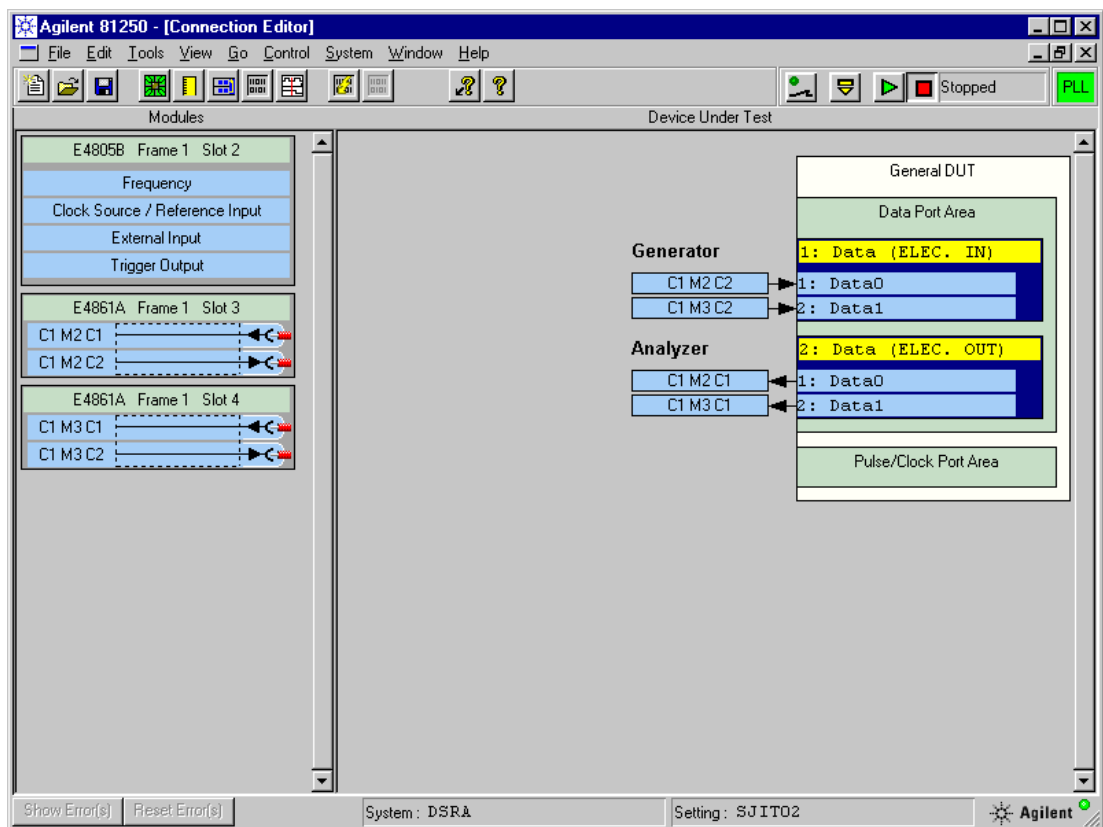 Agilent 81250 - [Connection Editor]
File Edit Tools View Go Control System Window Help
Stopped
PLL
Modules
Device Under Test
E4805B Frame 1 Slot 2
Frequency
Clock Source / Reference Input
External Input
Trigger Output
E4861A Frame 1 Slot 3
C1 M2 C1
C1 M2 C2
E4861A Frame 1 Slot 4
C1 M3 C1
C1 M3 C2
General DUT
Data Port Area
Generator
1: Data (ELEC. IN)
C1 M2 C2
1: Data0
C1 M3 C2
2: Data1
Analyzer
2: Data (ELEC. OUT)
C1 M2 C1
1: Data0
C1 M3 C1
2: Data1
Pulse/Clock Port Area
Show Error(s)
Reset Error(s)
System : DSRA
Setting : SJITO2
Agilent